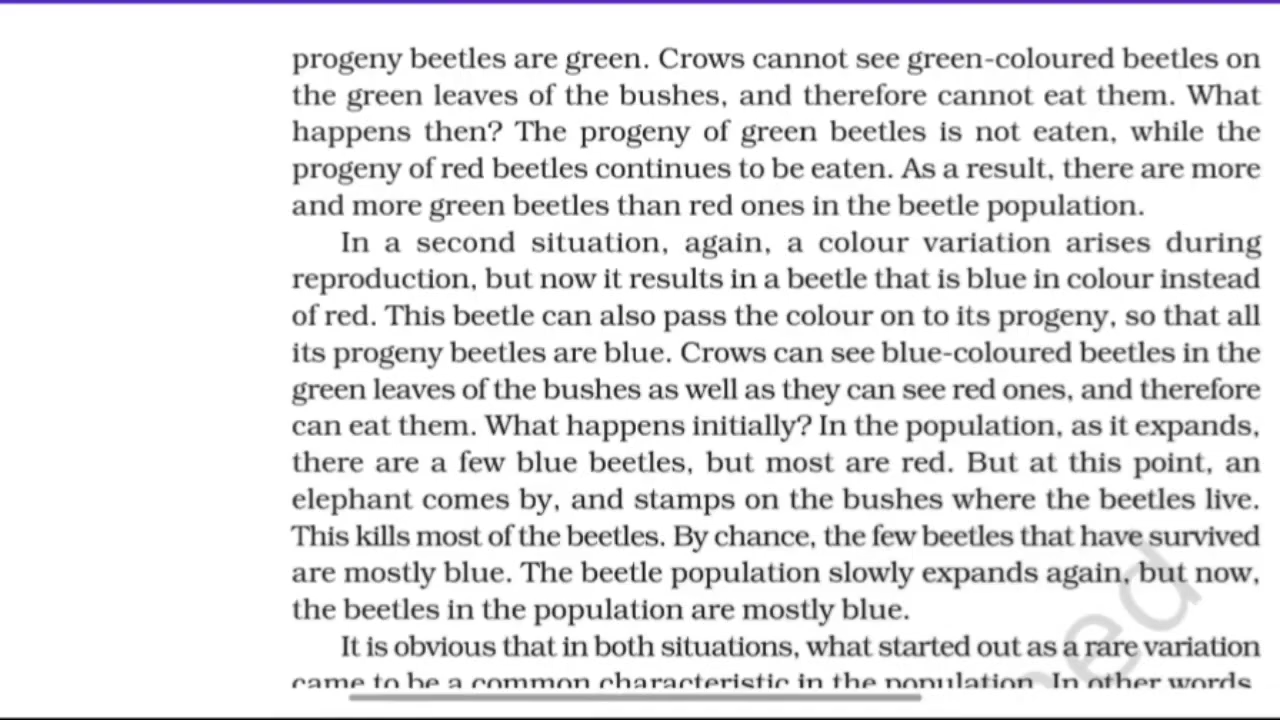 progeny beetles are green. Crows cannot see green-coloured beetles on
the green leaves of the bushes, and therefore cannot eat them. What
happens then? The progeny of green beetles is not eaten, while the
progeny of red beetles continues to be eaten. As a result, there are more
and more green beetles than red ones in the beetle population.
In a second situation, again, a colour variation arises during
reproduction, but now it results in a beetle that is blue in colour instead
of red. This beetle can also pass the colour on to its progeny, so that all
its progeny beetles are blue. Crows can see blue-coloured beetles in the
green leaves of the bushes as well as they can see red ones, and therefore
can eat them. What happens initially? In the population, as it expands,
there are a few blue beetles, but most are red. But at this point, an
elephant comes by, and stamps on the bushes where the beetles live.
This kills most of the beetles. By chance, the few beetles that have survived
are mostly blue. The beetle population slowly expands again, but now,
the beetles in the population are mostly blue.
It is obvious that in both situations, what started out as a rare variation
came to be a common characteristic in the population. In other words,